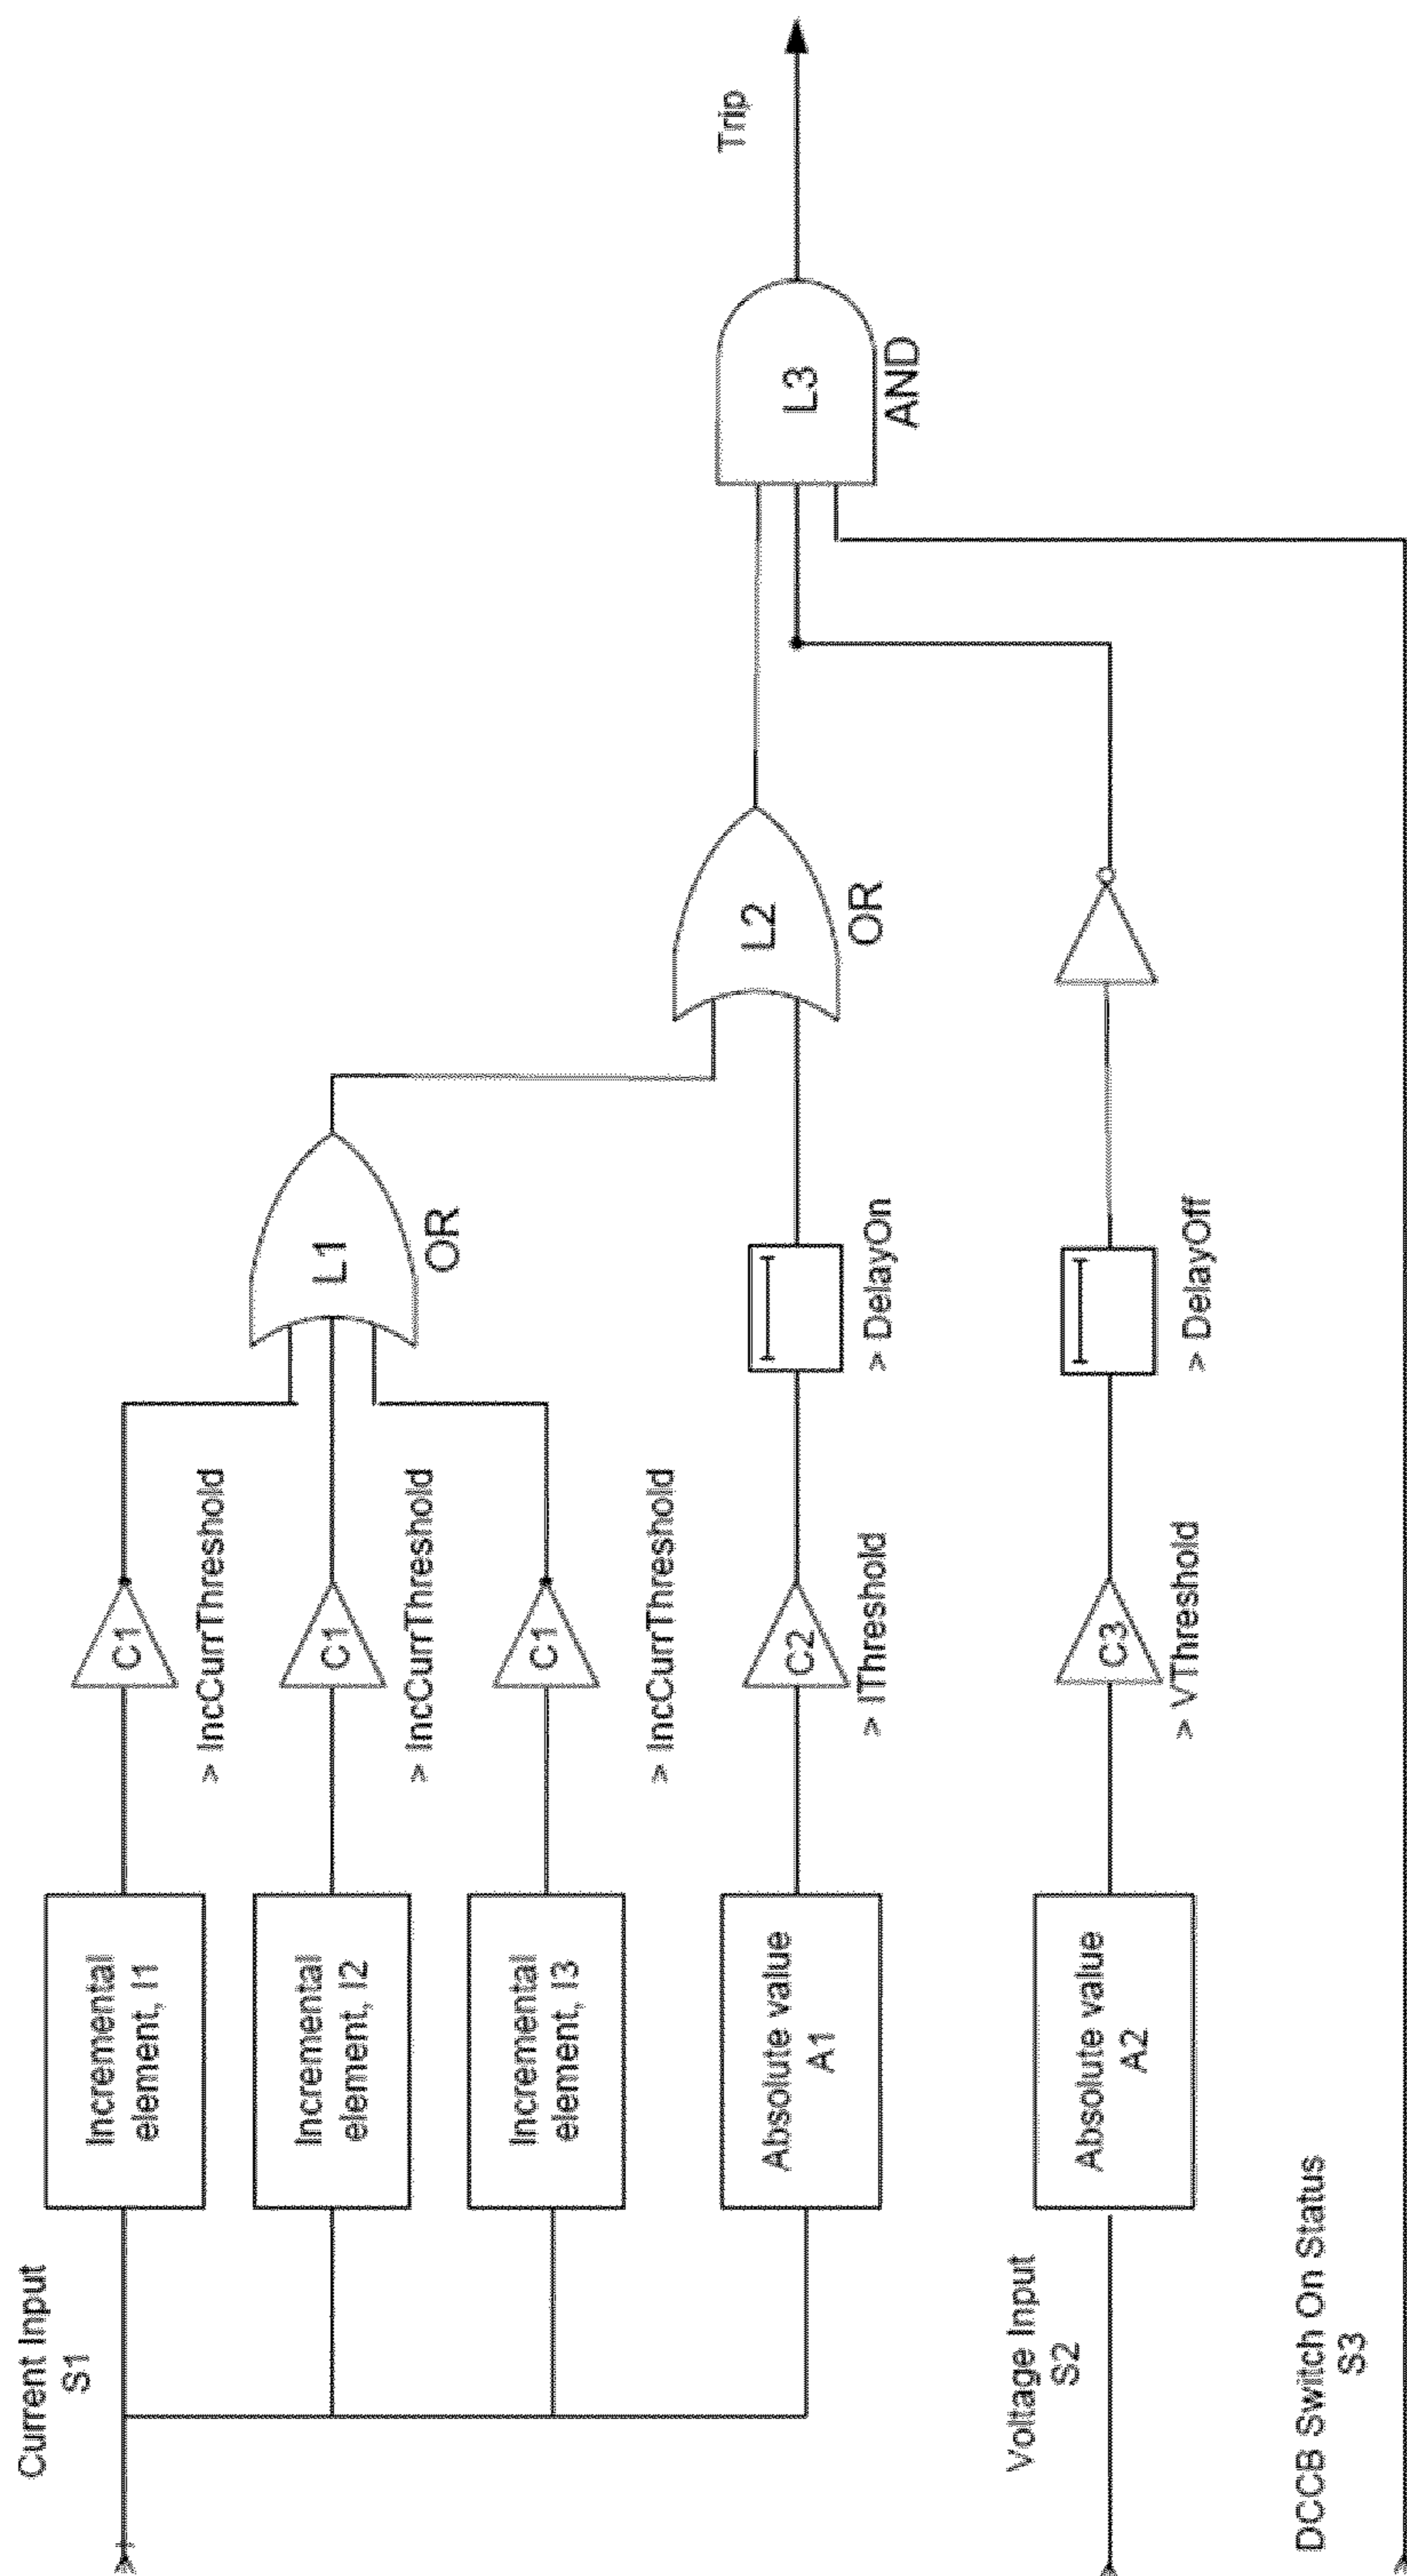 Current Input
S1
Incremental
element, I1
C1
> IncCurrThreshold
Incremental
element, I2
C1
> IncCurrThreshold
L1
OR
Incremental
element, I3
C1
> IncCurrThreshold
Absolute value
A1
C2
> IThreshold
> DelayOn
L2
OR
L3
AND
Trip
Voltage Input
S2
Absolute value
A2
C3
> VThreshold
> DelayOff
DCCB Switch On Status
S3